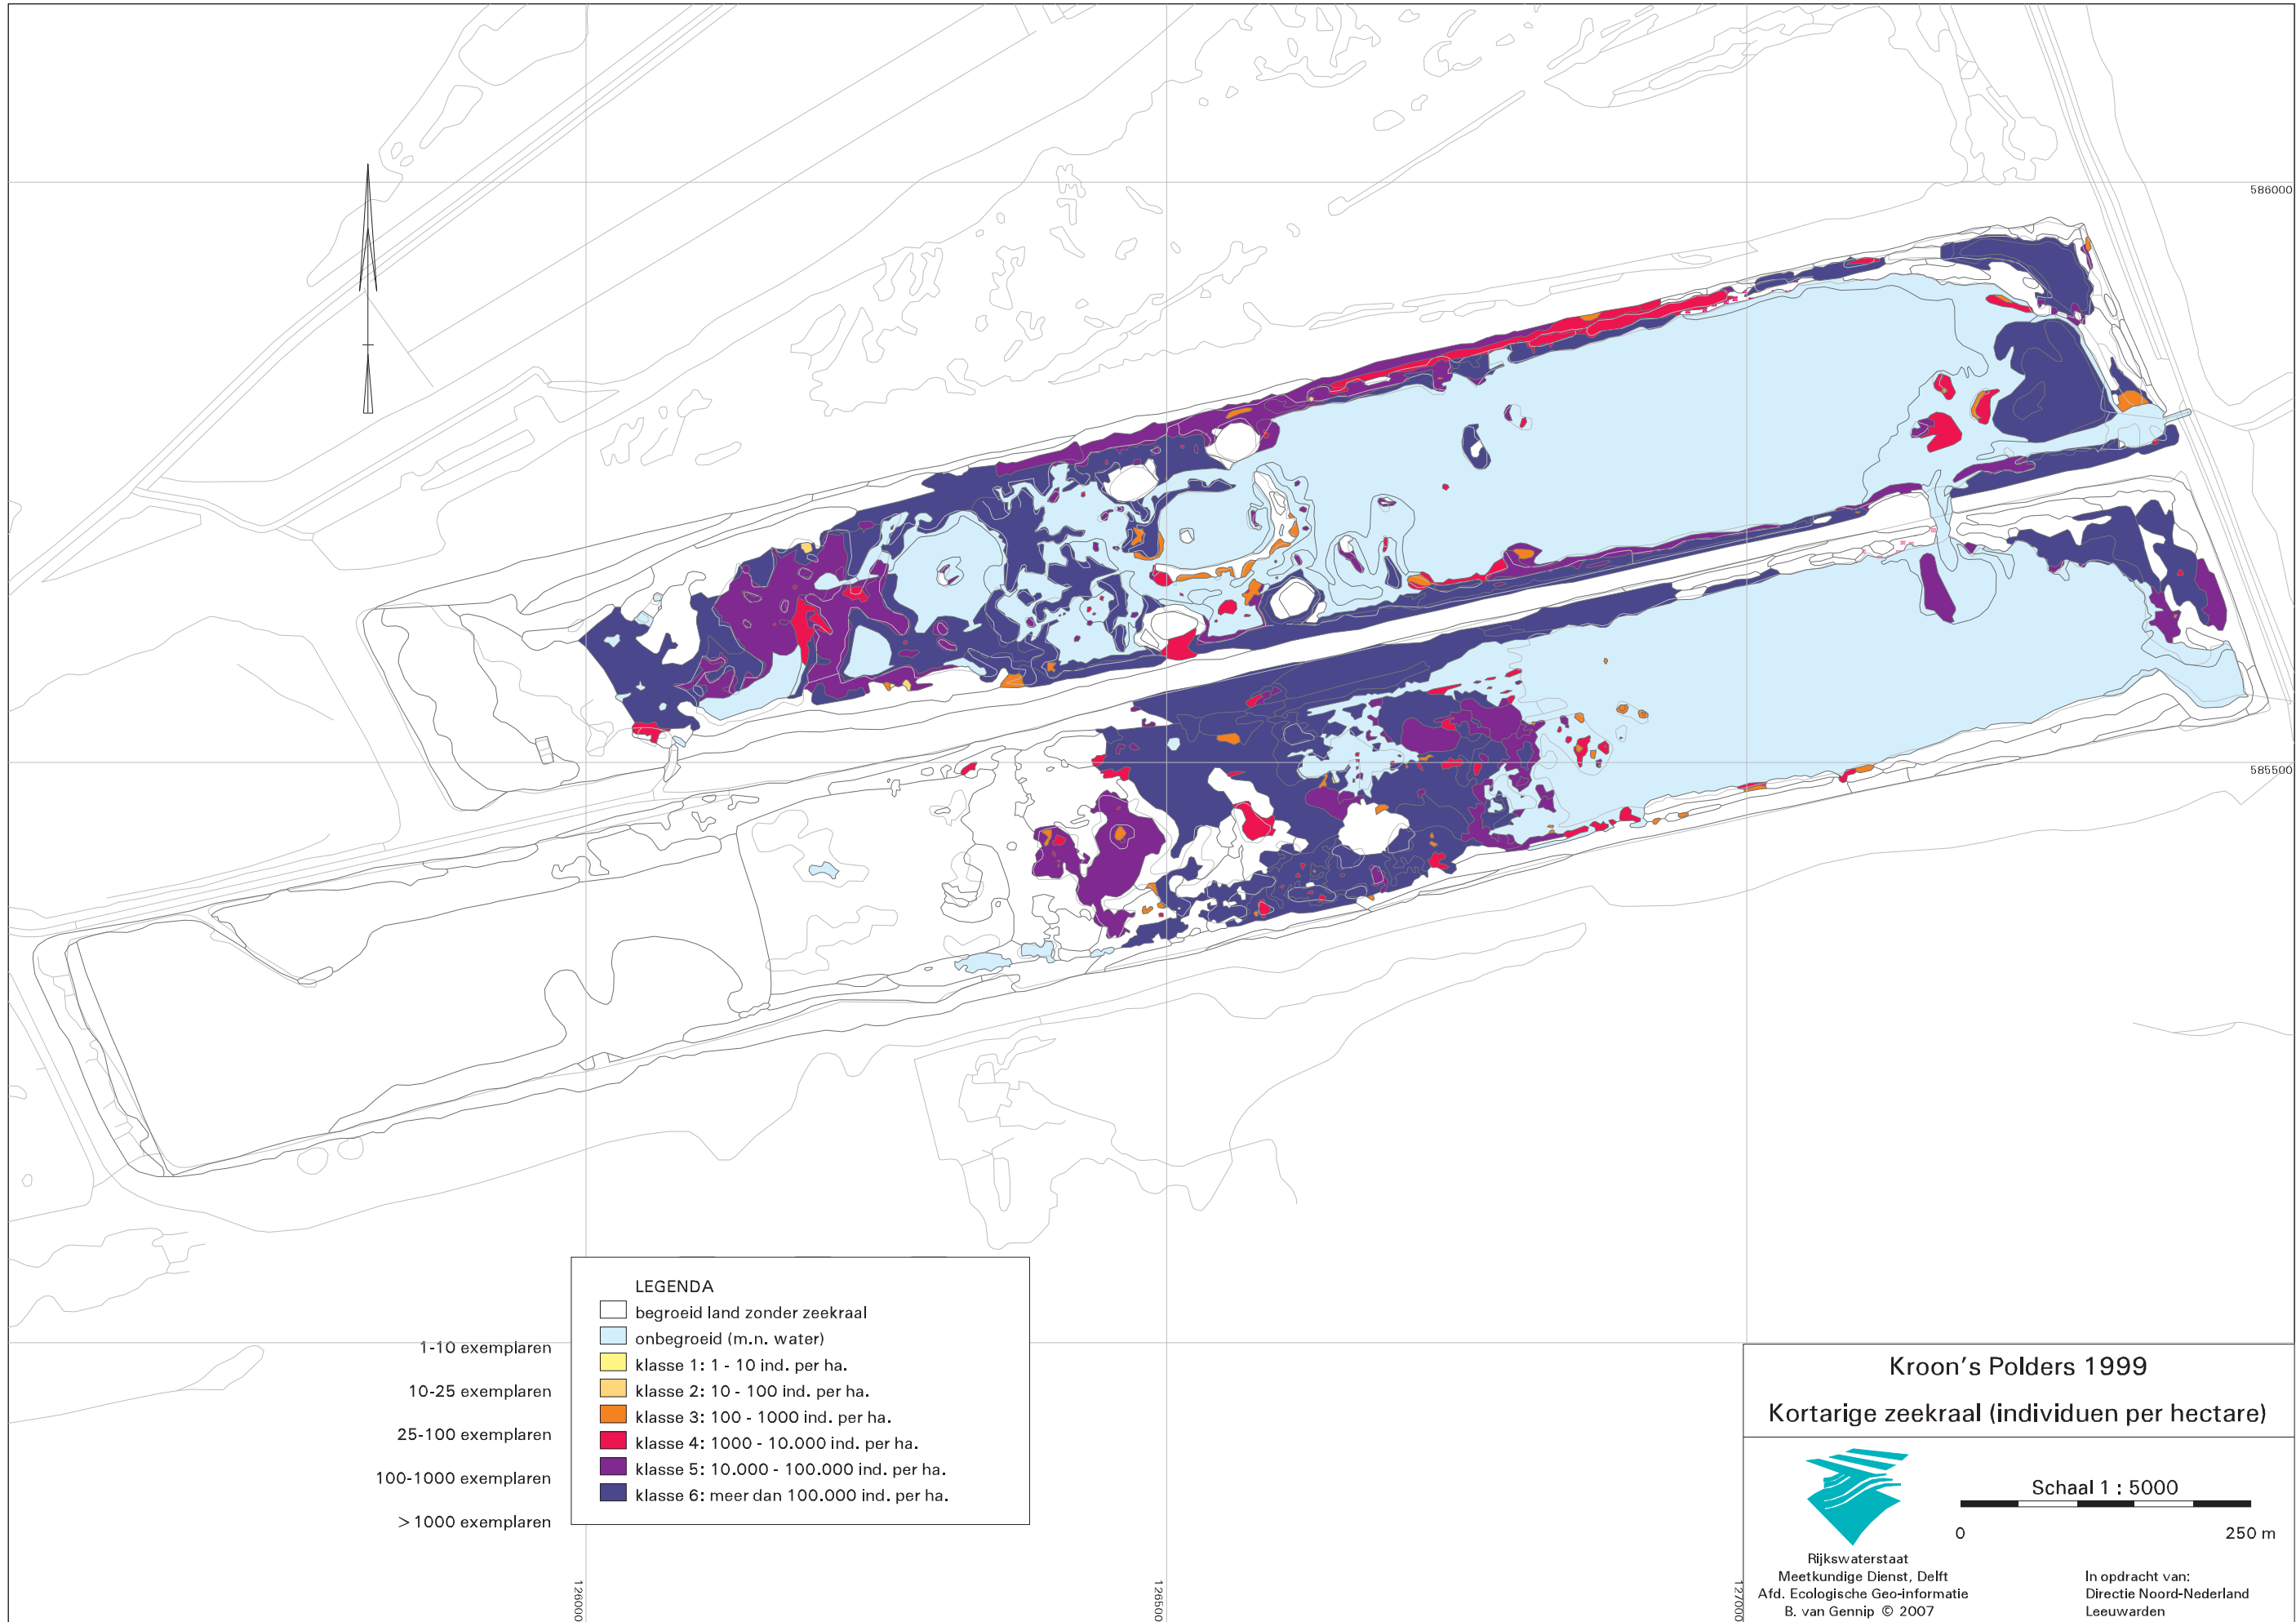 586000
585500
LEGENDA
begroeid land zonder zeekraal
onbegroeid (m.n. water)
klasse 1: 1 - 10 ind. per ha.
klasse 2: 10 - 100 ind. per ha.
klasse 3: 100 - 1000 ind. per ha.
klasse 4: 1000 - 10.000 ind. per ha.
klasse 5: 10.000 - 100.000 ind. per ha.
klasse 6: meer dan 100.000 ind. per ha.
1-10 exemplaren
10-25 exemplaren
25-100 exemplaren
100-1000 exemplaren
>1000 exemplaren
126000
126500
127000
Kroon's Polders 1999
Kortarige zeekraal (individuen per hectare)
Schaal 1 : 5000
0 250 m
Rijkswaterstaat
Meetkundige Dienst, Delft
Afd. Ecologische Geo-informatie
B. van Gennip © 2007
In opdracht van:
Directie Noord-Nederland
Leeuwarden